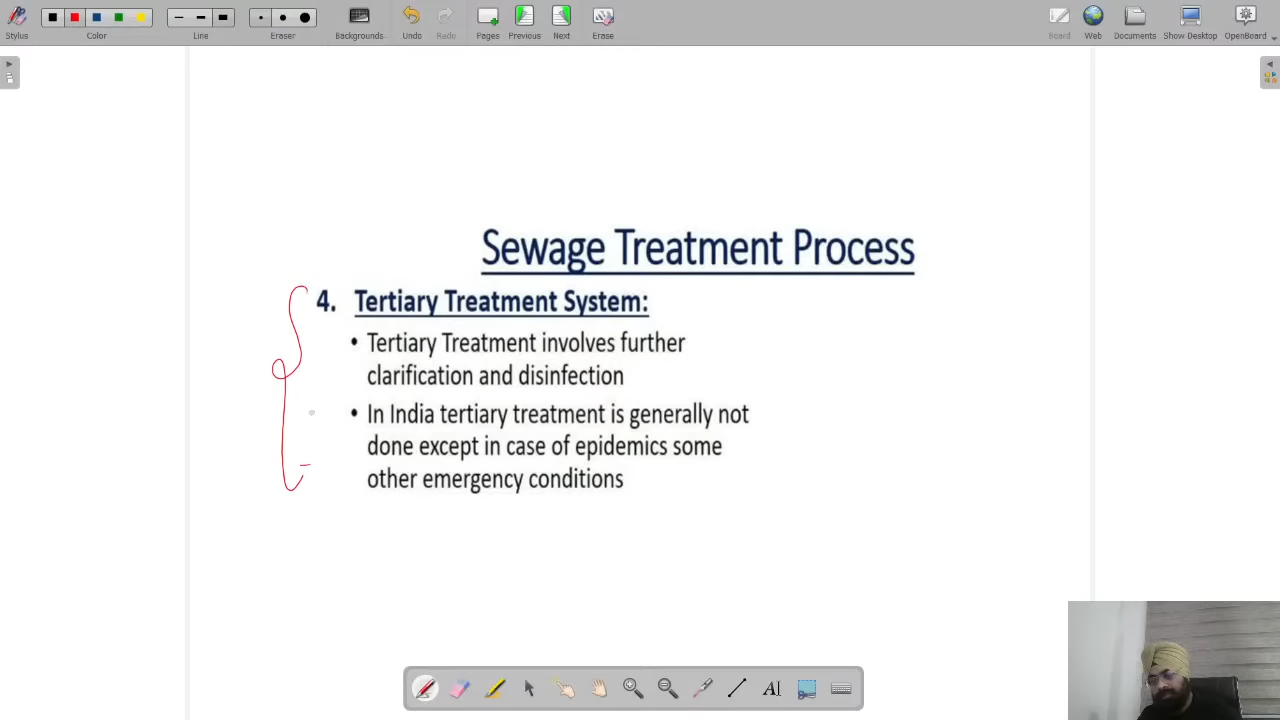 Stylus
Color
Line
Eraser
Backgrounds
Undo
Redo
Pages
Previous
Next
Erase
Board
Web
Documents
Show Desktop
OpenBoard
Sewage Treatment Process
4. Tertiary Treatment System:
• Tertiary Treatment involves further
clarification and disinfection
• In India tertiary treatment is generally not
done except in case of epidemics some
other emergency conditions